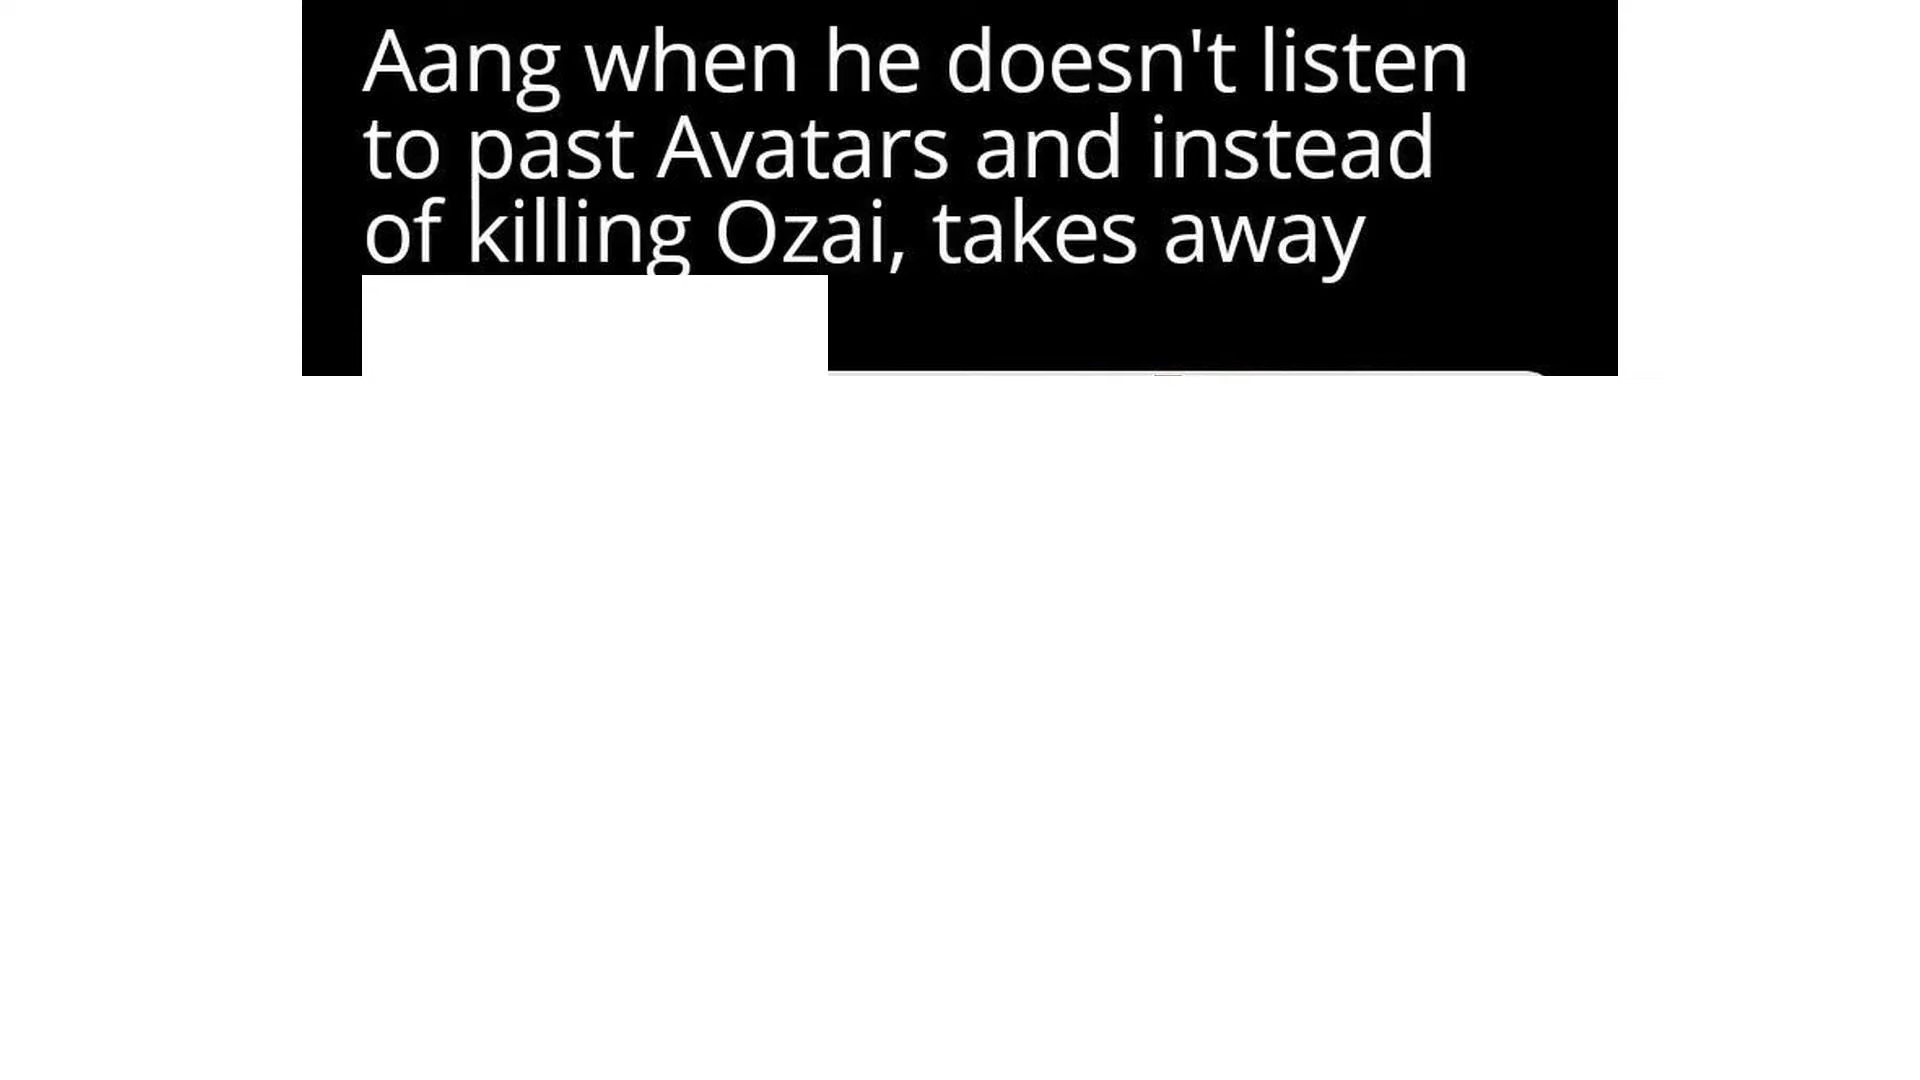 Aang when he doesn't listen
to past Avatars and instead
of killing Ozai, takes away